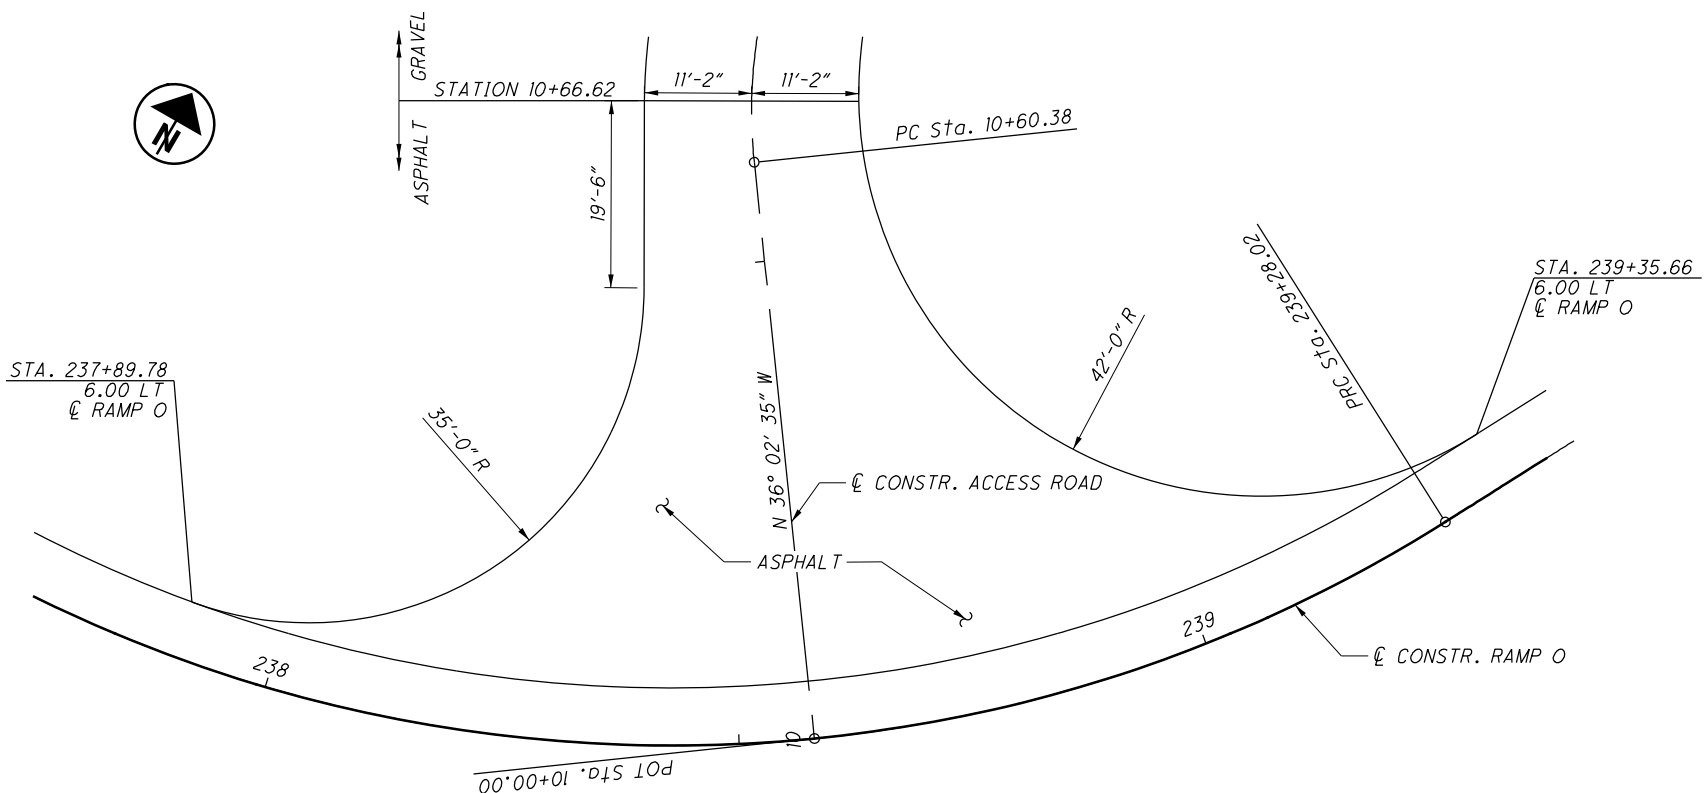 GRAVEL
ASPHALT
STATION 10+66.62
11'-2"
11'-2"
PC Sta. 10+60.38
N
19'-6"
PRC Sta. 239+28.02
STA. 239+35.66
6.00 LT
℄ RAMP O
42'-0" R
STA. 237+89.78
6.00 LT
℄ RAMP O
35'-0" R
N 36° 02' 35" W
℄ CONSTR. ACCESS ROAD
ASPHALT
238
239
℄ CONSTR. RAMP O
10
POT Sta. 10+00.00